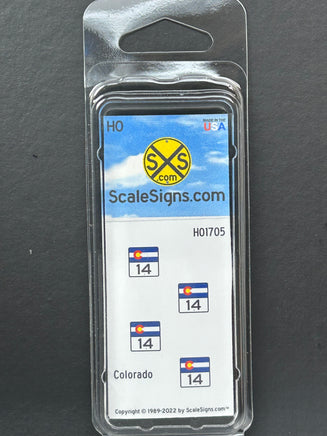 HO
MADE IN THE
USA
SXS
.com
ScaleSigns.com
HO1705
14
14
14
Colorado
14
Copyright © 1989-2022 by ScaleSigns.com™